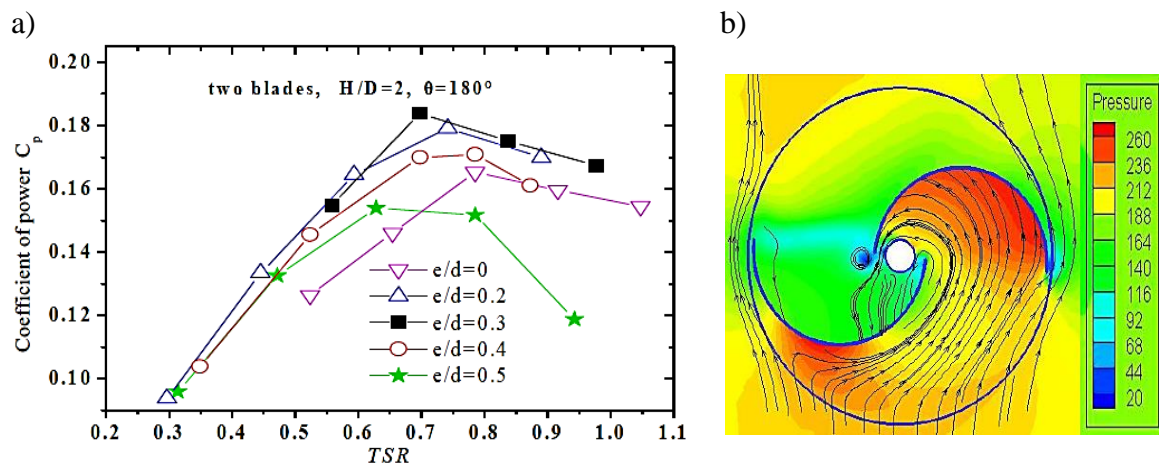 a)
b)
Coefficient of power Cₚ
0.20
0.18
0.16
0.14
0.12
0.10
two blades, H/D=2, θ=180°
e/d=0
e/d=0.2
e/d=0.3
e/d=0.4
e/d=0.5
0.2 0.3 0.4 0.5 0.6 0.7 0.8 0.9 1.0 1.1
TSR
Pressure
260
236
212
188
164
140
116
92
68
44
20